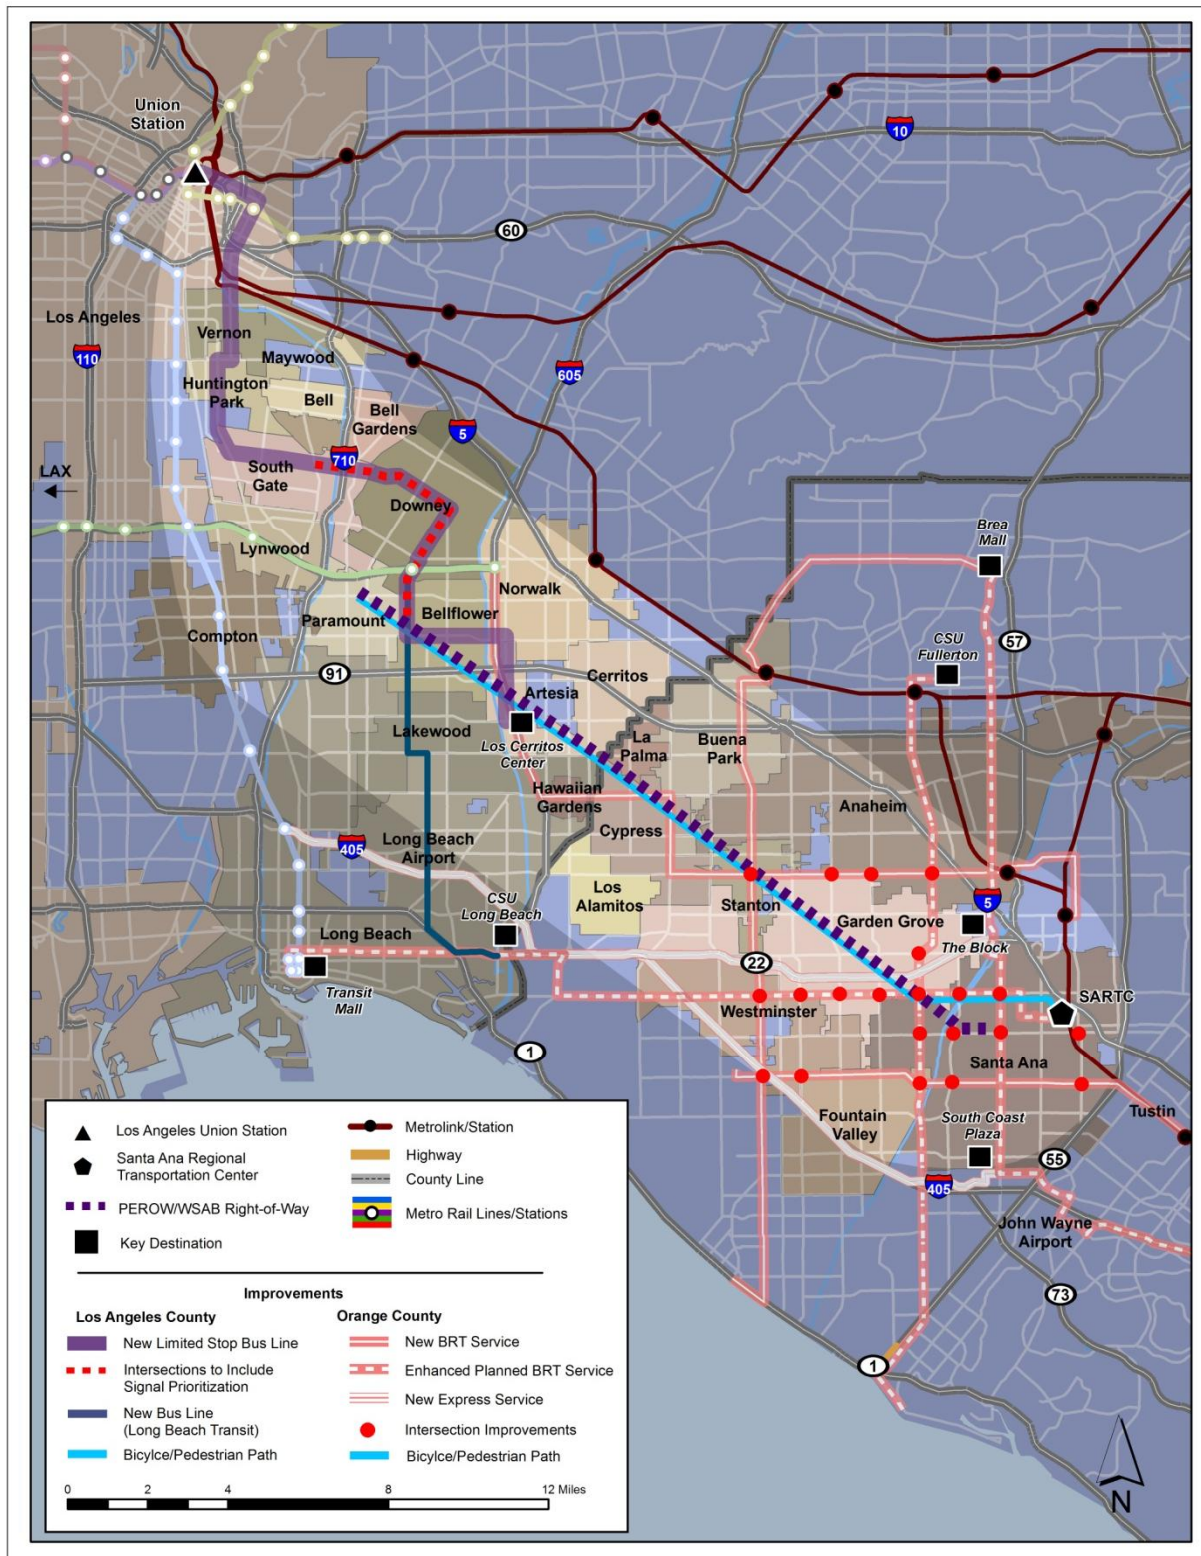 Union
Station
10
60
Los Angeles
110
Vernon
Maywood
605
Huntington
Park
Bell
Bell
Gardens
5
LAX
710
South
Gate
Downey
Brea
Mall
Lynwood
Norwalk
Paramount
Bellflower
Compton
CSU
Fullerton
57
91
Cerritos
Artesia
Lakewood
Los Cerritos
Center
La
Palma
Buena
Park
Hawaiian
Gardens
Anaheim
Cypress
405
Long Beach
Airport
CSU
Long Beach
Los
Alamitos
Stanton
5
Garden Grove
The Block
Long Beach
22
Transit
Mall
Westminster
SARTC
1
Santa Ana
Fountain
Valley
South Coast
Plaza
Tustin
55
405
John Wayne
Airport
73
1
N
Los Angeles Union Station
Santa Ana Regional
Transportation Center
PEROW/WSAB Right-of-Way
Key Destination
Metrolink/Station
Highway
County Line
Metro Rail Lines/Stations
Improvements
Los Angeles County
New Limited Stop Bus Line
Intersections to Include
Signal Prioritization
New Bus Line
(Long Beach Transit)
Bicylce/Pedestrian Path
Orange County
New BRT Service
Enhanced Planned BRT Service
New Express Service
Intersection Improvements
Bicylce/Pedestrian Path
0 2 4 8 12 Miles